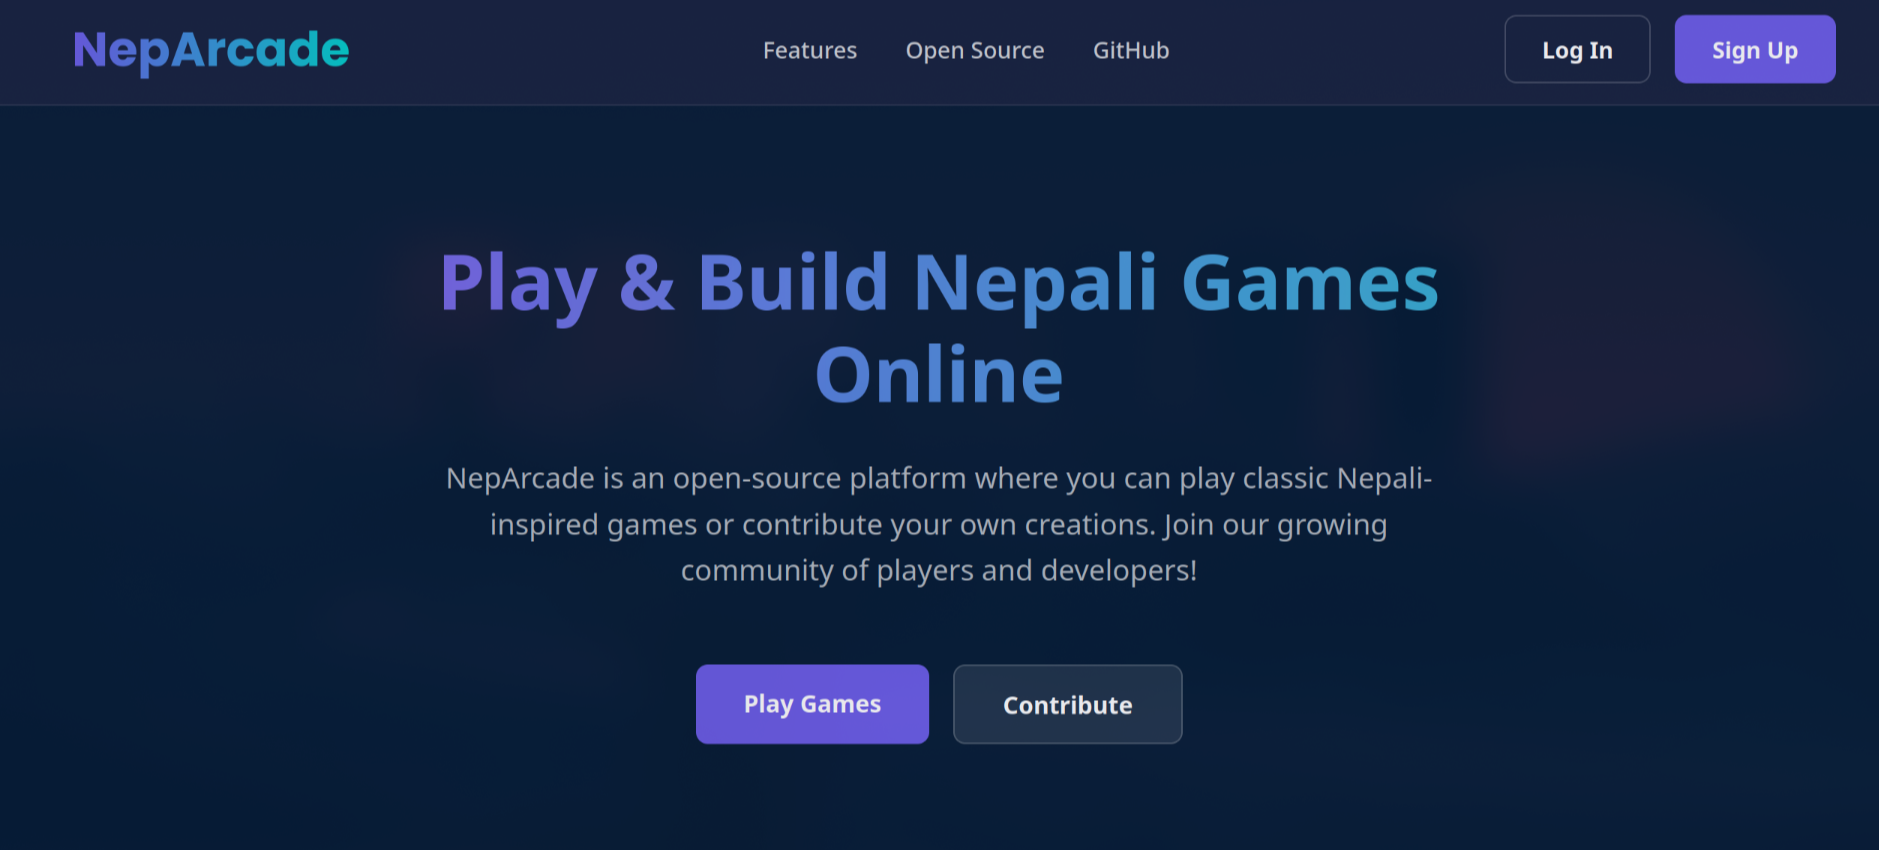 NepArcade
Features
Open Source
GitHub
Log In
Sign Up
Play & Build Nepali Games
Online
NepArcade is an open-source platform where you can play classic Nepali-
inspired games or contribute your own creations. Join our growing
community of players and developers!
Play Games
Contribute